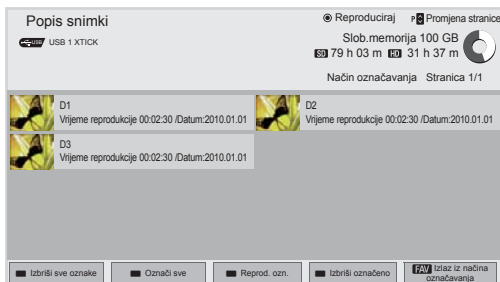 Popis snimki
Reproduciraj
P Promjena stranice
USB USB 1 XTICK
Slob.memorija 100 GB
SD 79 h 03 m HD 31 h 37 m
Način označavanja Stranica 1/1
D1
Vrijeme reprodukcije 00:02:30 /Datum:2010.01.01
D2
Vrijeme reprodukcije 00:02:30 /Datum:2010.01.01
D3
Vrijeme reprodukcije 00:02:30 /Datum:2010.01.01
Izbriši sve oznake
Označi sve
Reprod. ozn.
Izbriši označeno
FAV Izlaz iz načina
označavanja